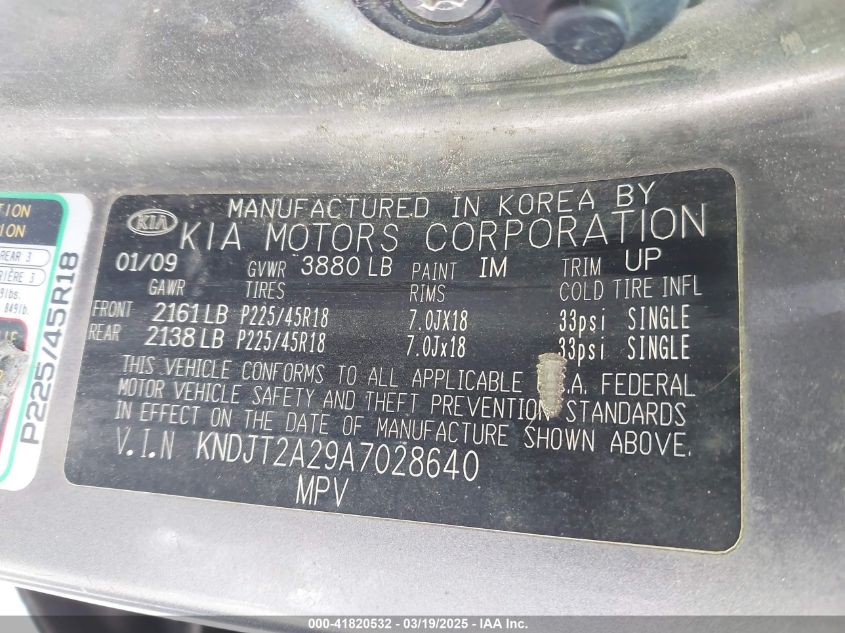 MANUFACTURED IN KOREA BY
KIA KIA MOTORS CORPORATION
01/09 GVWR 3880 LB PAINT IM TRIM UP
GAWR TIRES RIMS COLD TIRE INFL
FRONT 2161 LB P225/45R18 7.0JX18 33psi SINGLE
REAR 2138 LB P225/45R18 7.0Jx18 33psi SINGLE
THIS VEHICLE CONFORMS TO ALL APPLICABLE FEDERAL
MOTOR VEHICLE SAFETY AND THEFT PREVENTION STANDARDS
IN EFFECT ON THE DATE OF MANUFACTURE SHOWN ABOVE.
V.I.N KNDJT2A29A7028640
MPV
REAR 3
P225/45R18
000-41820532 - 03/19/2025 - IAA Inc.